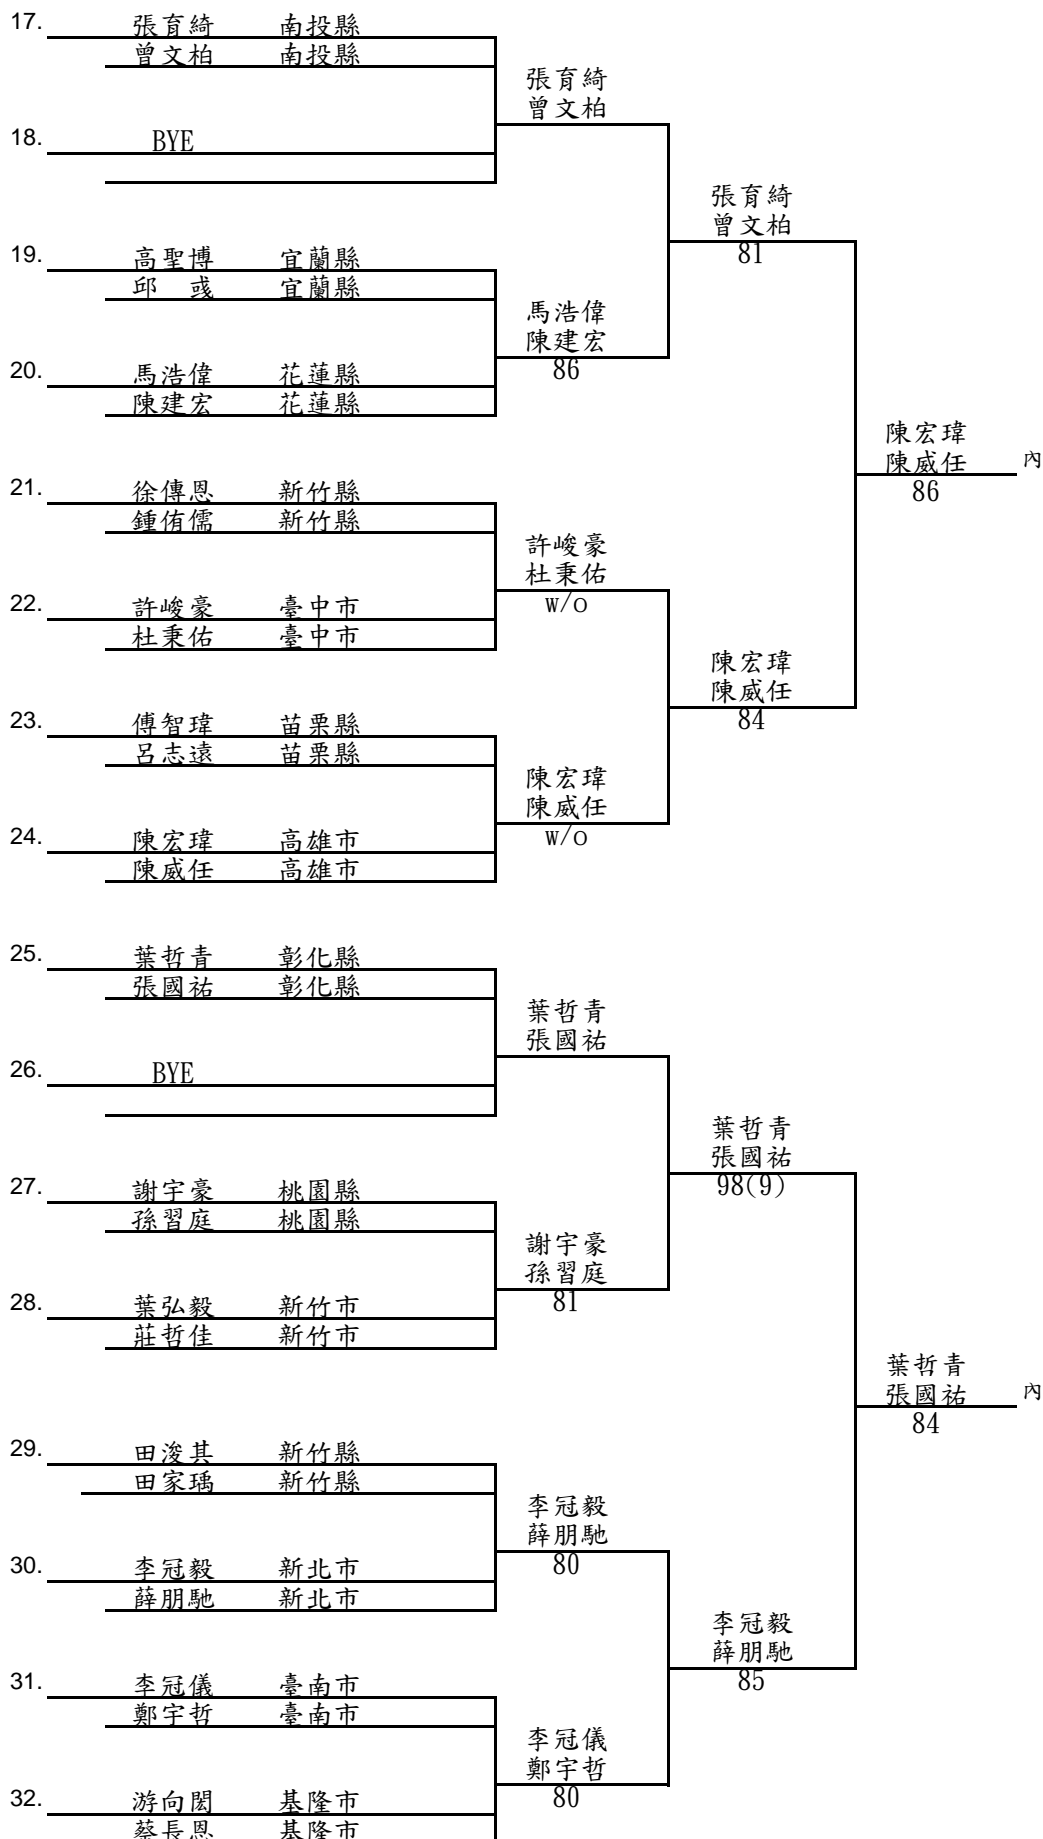 17. 張育綺 南投縣
曾文柏 南投縣
張育綺
曾文柏
18. BYE
張育綺
曾文柏
81
19. 高聖博 宜蘭縣
邱 彧 宜蘭縣
馬浩偉
陳建宏
86
20. 馬浩偉 花蓮縣
陳建宏 花蓮縣
陳宏瑋
陳威任 內
86
21. 徐傳恩 新竹縣
鍾侑儒 新竹縣
許峻豪
杜秉佑
w/o
22. 許峻豪 臺中市
杜秉佑 臺中市
陳宏瑋
陳威任
84
23. 傅智瑋 苗栗縣
呂志遠 苗栗縣
陳宏瑋
陳威任
w/o
24. 陳宏瑋 高雄市
陳威任 高雄市
25. 葉哲青 彰化縣
張國祐 彰化縣
葉哲青
張國祐
26. BYE
葉哲青
張國祐
98(9)
27. 謝宇豪 桃園縣
孫習庭 桃園縣
謝宇豪
孫習庭
81
28. 葉弘毅 新竹市
莊哲佳 新竹市
葉哲青
張國祐 內
84
29. 田浚其 新竹縣
田家瑀 新竹縣
李冠毅
薛朋馳
80
30. 李冠毅 新北市
薛朋馳 新北市
李冠毅
薛朋馳
85
31. 李冠儀 臺南市
鄭宇哲 臺南市
李冠儀
鄭宇哲
80
32. 游向閎 基隆市
蔡長恩 基隆市